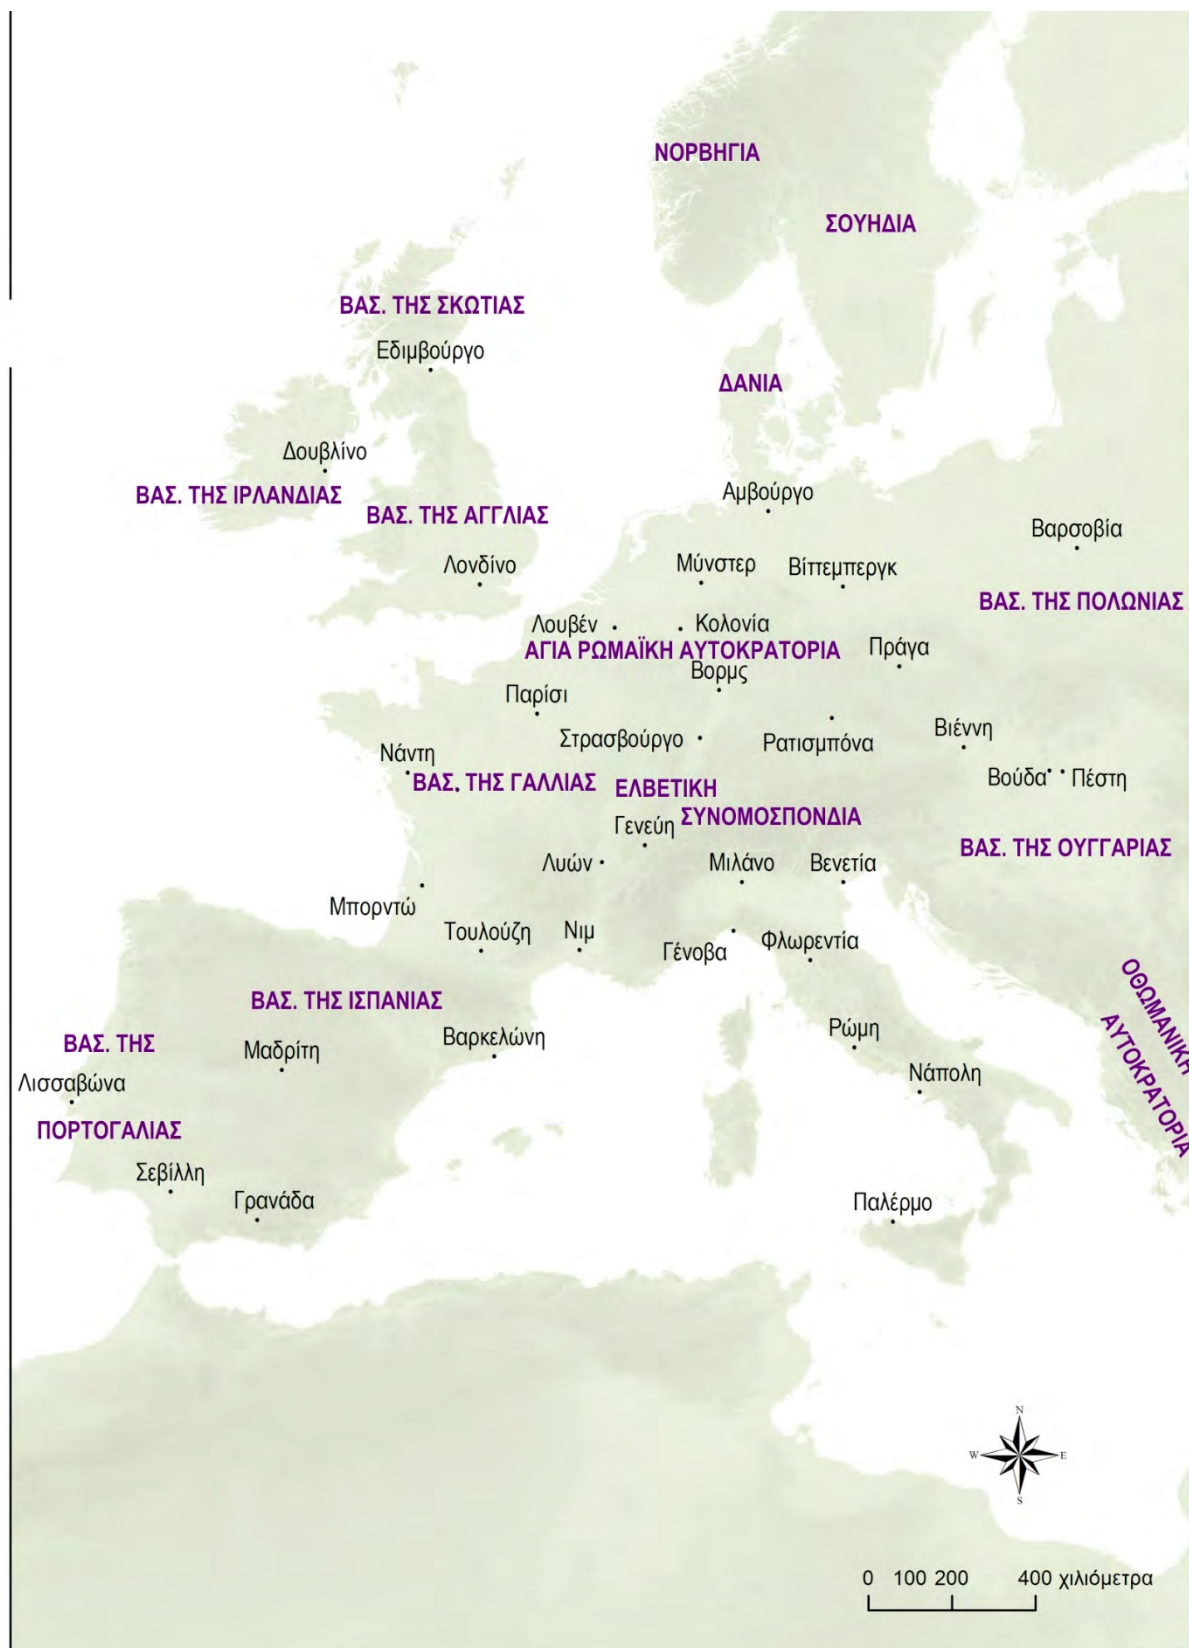 ΝΟΡΒΗΓΙΑ
ΣΟΥΗΔΙΑ
ΒΑΣ. ΤΗΣ ΣΚΩΤΙΑΣ
Εδιμβούργο
ΔΑΝΙΑ
Δουβλίνο
ΒΑΣ. ΤΗΣ ΙΡΛΑΝΔΙΑΣ
Αμβούργο
ΒΑΣ. ΤΗΣ ΑΓΓΛΙΑΣ
Βαρσοβία
Λονδίνο
Μύνστερ
Βίττεμπεργκ
ΒΑΣ. ΤΗΣ ΠΟΛΩΝΙΑΣ
Λουβέν
Κολονία
ΑΓΙΑ ΡΩΜΑΪΚΗ ΑΥΤΟΚΡΑΤΟΡΙΑ
Πράγα
Βορμς
Παρίσι
Στρασβούργο
Ρατισμπόνα
Βιέννη
Νάντη
Βούδα
Πέστη
ΒΑΣ. ΤΗΣ ΓΑΛΛΙΑΣ
ΕΛΒΕΤΙΚΗ
ΣΥΝΟΜΟΣΠΟΝΔΙΑ
Γενεύη
ΒΑΣ. ΤΗΣ ΟΥΓΓΑΡΙΑΣ
Λυών
Μιλάνο
Βενετία
Μπορντώ
Τουλούζη
Νιμ
Γένοβα
Φλωρεντία
ΟΘΩΜΑΝΙΚΗ
ΑΥΤΟΚΡΑΤΟΡΙΑ
ΒΑΣ. ΤΗΣ ΙΣΠΑΝΙΑΣ
Βαρκελώνη
Ρώμη
ΒΑΣ. ΤΗΣ
Μαδρίτη
Λισσαβώνα
Νάπολη
ΠΟΡΤΟΓΑΛΙΑΣ
Σεβίλλη
Γρανάδα
Παλέρμο
N
W E
S
0 100 200 400 χιλιόμετρα